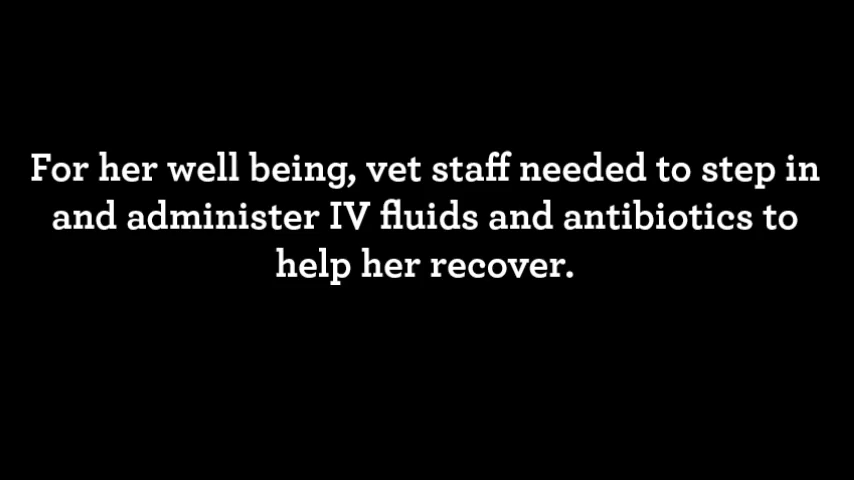 For her well being, vet staff needed to step in
and administer IV fluids and antibiotics to
help her recover.